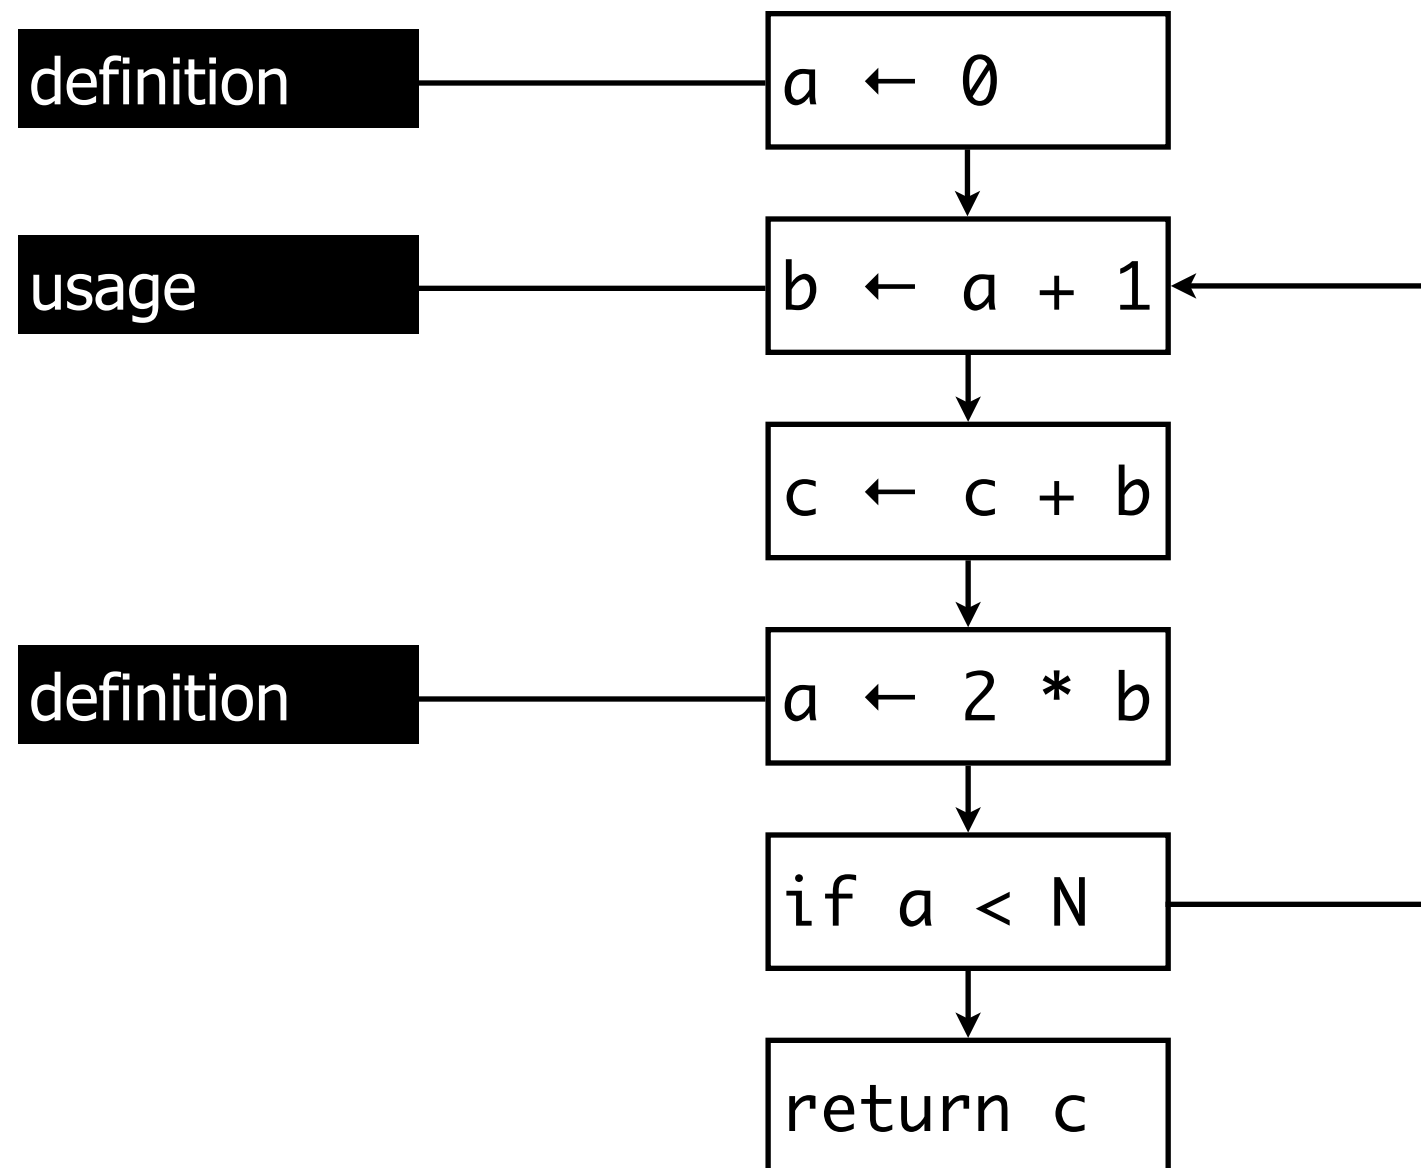 definition
a ← 0
usage
b ← a + 1
c ← c + b
definition
a ← 2 * b
if a < N
return c